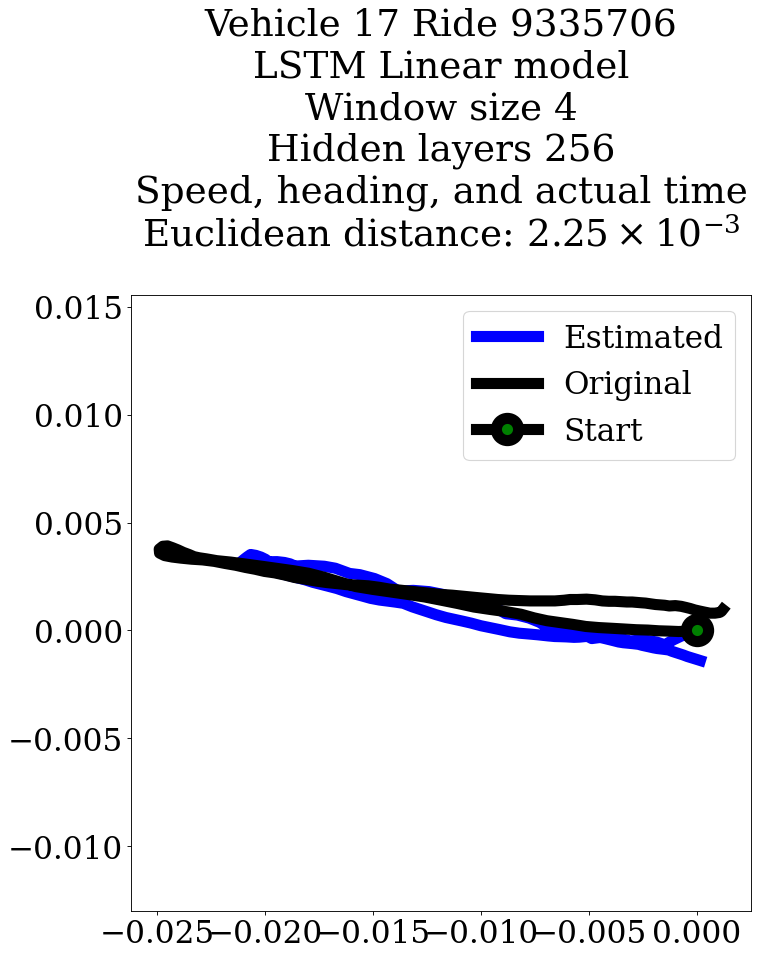 Vehicle 17 Ride 9335706
LSTM Linear model
Window size 4
Hidden layers 256
Speed, heading, and actual time
Euclidean distance: 2.25 × 10⁻³
Estimated
Original
Start
0.015
0.010
0.005
0.000
−0.005
−0.010
−0.025 −0.020 −0.015 −0.010 −0.005 0.000